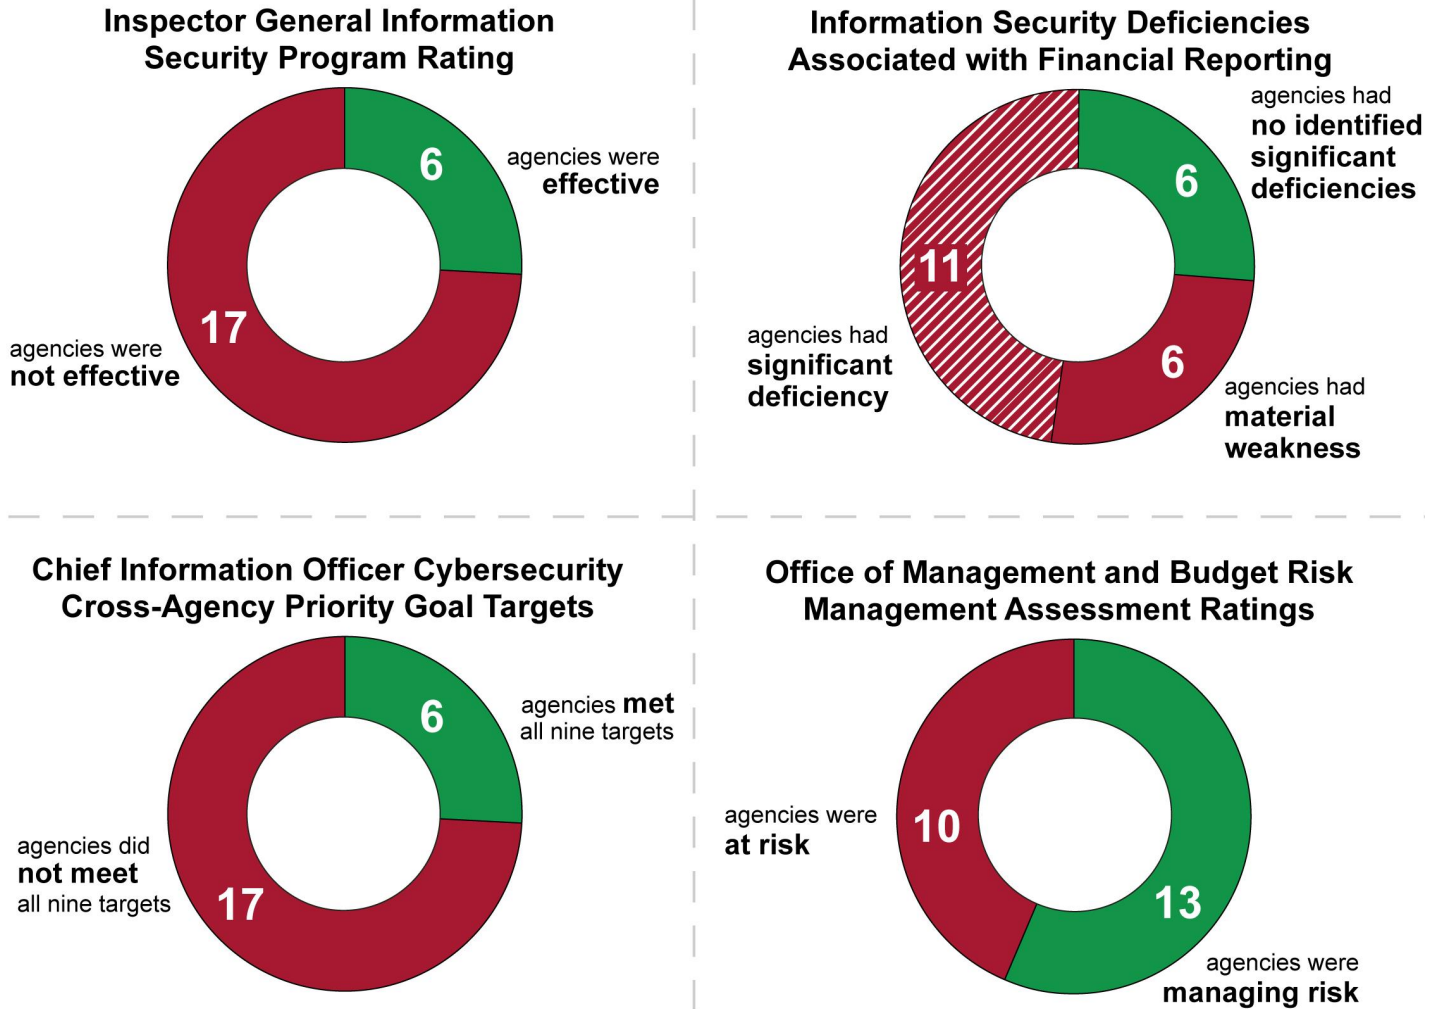 Inspector General Information
Security Program Rating
6
agencies were
effective
17
agencies were
not effective
Information Security Deficiencies
Associated with Financial Reporting
agencies had
no identified
significant
deficiencies
6
11
agencies had
significant
deficiency
6
agencies had
material
weakness
Chief Information Officer Cybersecurity
Cross-Agency Priority Goal Targets
6
agencies met
all nine targets
agencies did
not meet
all nine targets
17
Office of Management and Budget Risk
Management Assessment Ratings
agencies were
at risk
10
13
agencies were
managing risk